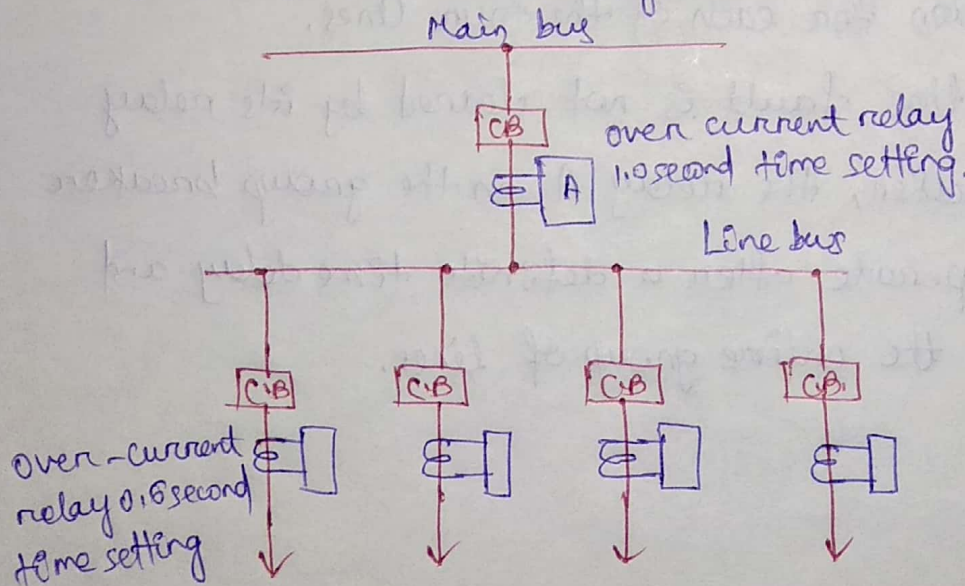 Main bus
CB
over current relay
1.0 second time setting.
A
Line bus
C.B
C.B
C.B
C.B.
over-current
relay 0.6 second
time setting